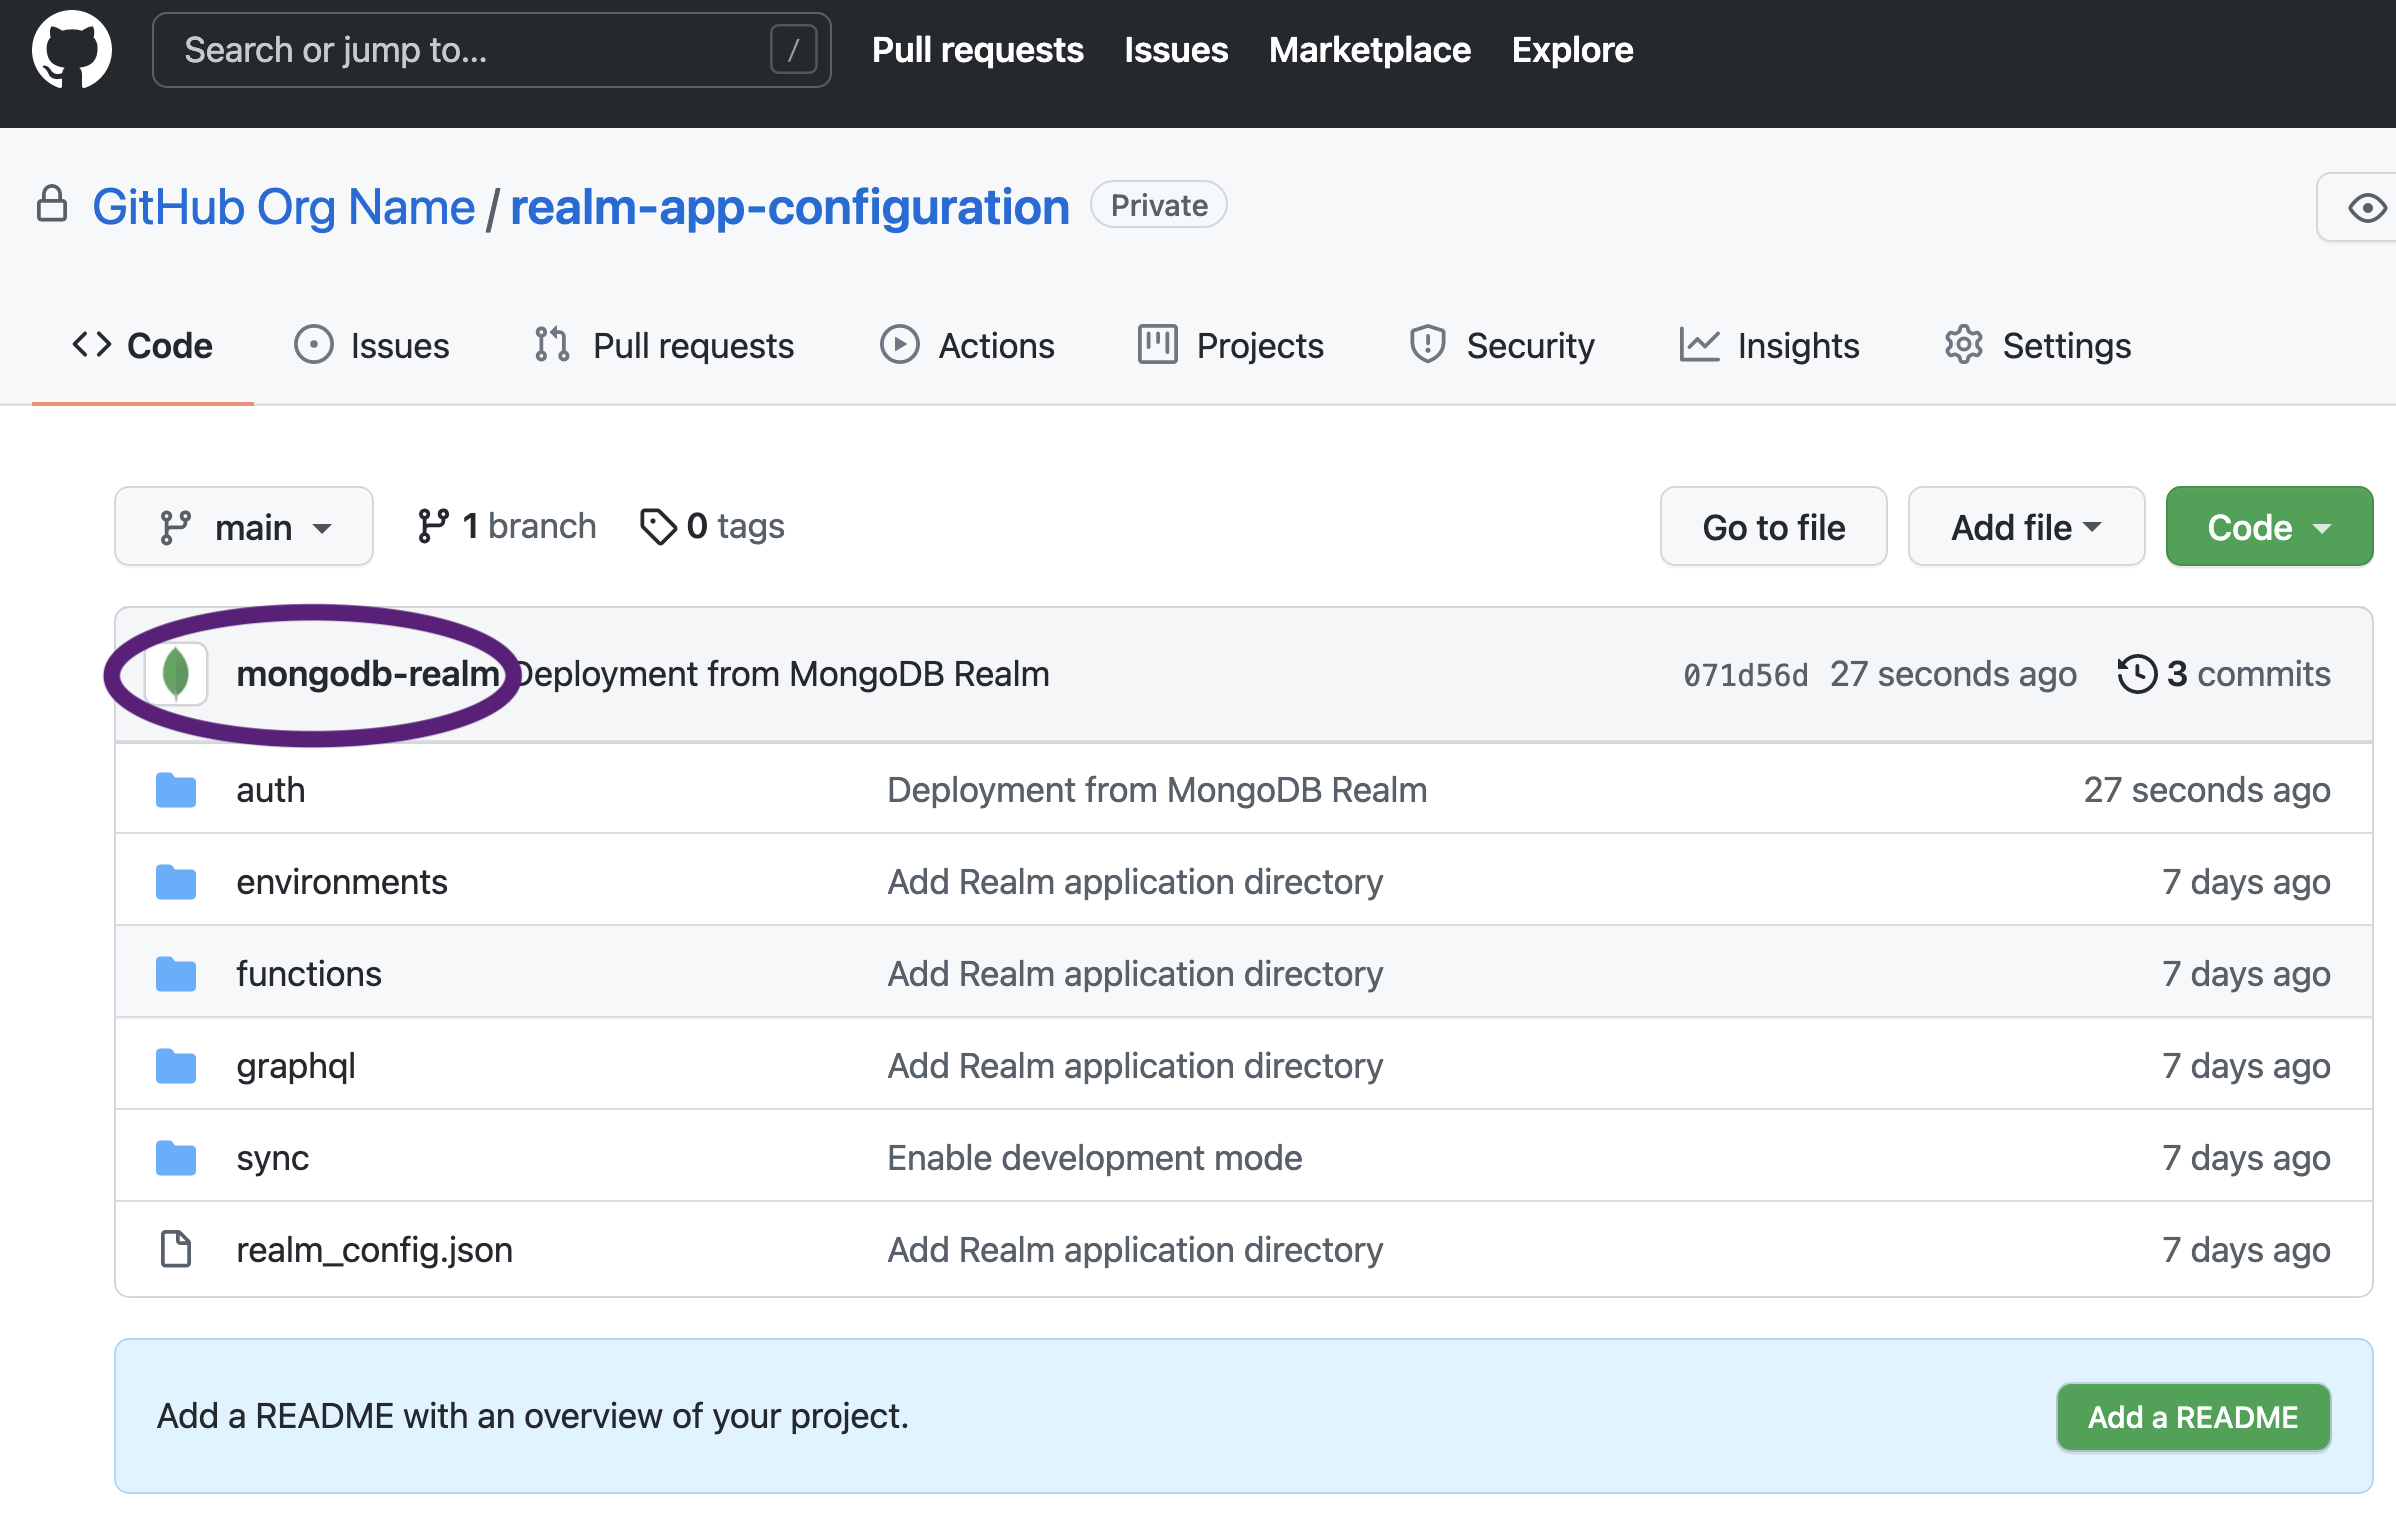 Search or jump to... / Pull requests Issues Marketplace Explore
GitHub Org Name / realm-app-configuration Private
Code Issues Pull requests Actions Projects Security Insights Settings
main 1 branch 0 tags Go to file Add file Code
mongodb-realm Deployment from MongoDB Realm 071d56d 27 seconds ago 3 commits
auth Deployment from MongoDB Realm 27 seconds ago
environments Add Realm application directory 7 days ago
functions Add Realm application directory 7 days ago
graphql Add Realm application directory 7 days ago
sync Enable development mode 7 days ago
realm_config.json Add Realm application directory 7 days ago
Add a README with an overview of your project. Add a README